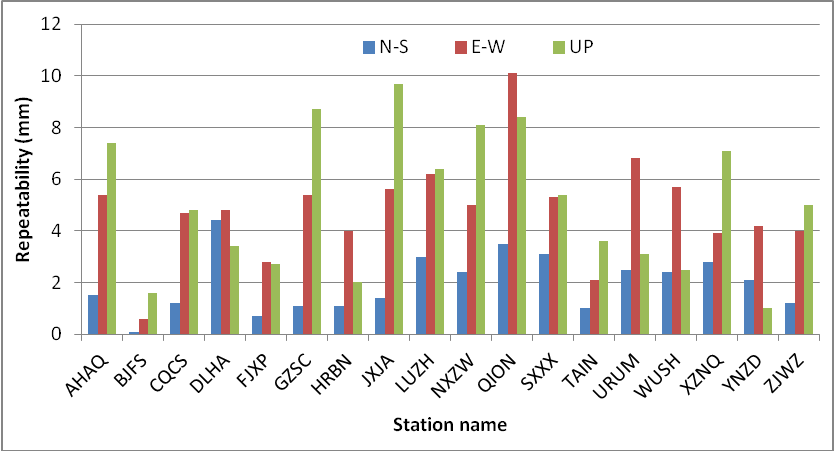 12
10
8
6
4
2
0
Repeatability (mm)
N-S E-W UP
AHAQ BJFS CQCS DLHA FJXP GZSC HRBN JXJA LUZH NXZW QION SXXX TAIN URUM WUSH XZNQ YNZD ZJWZ
Station name